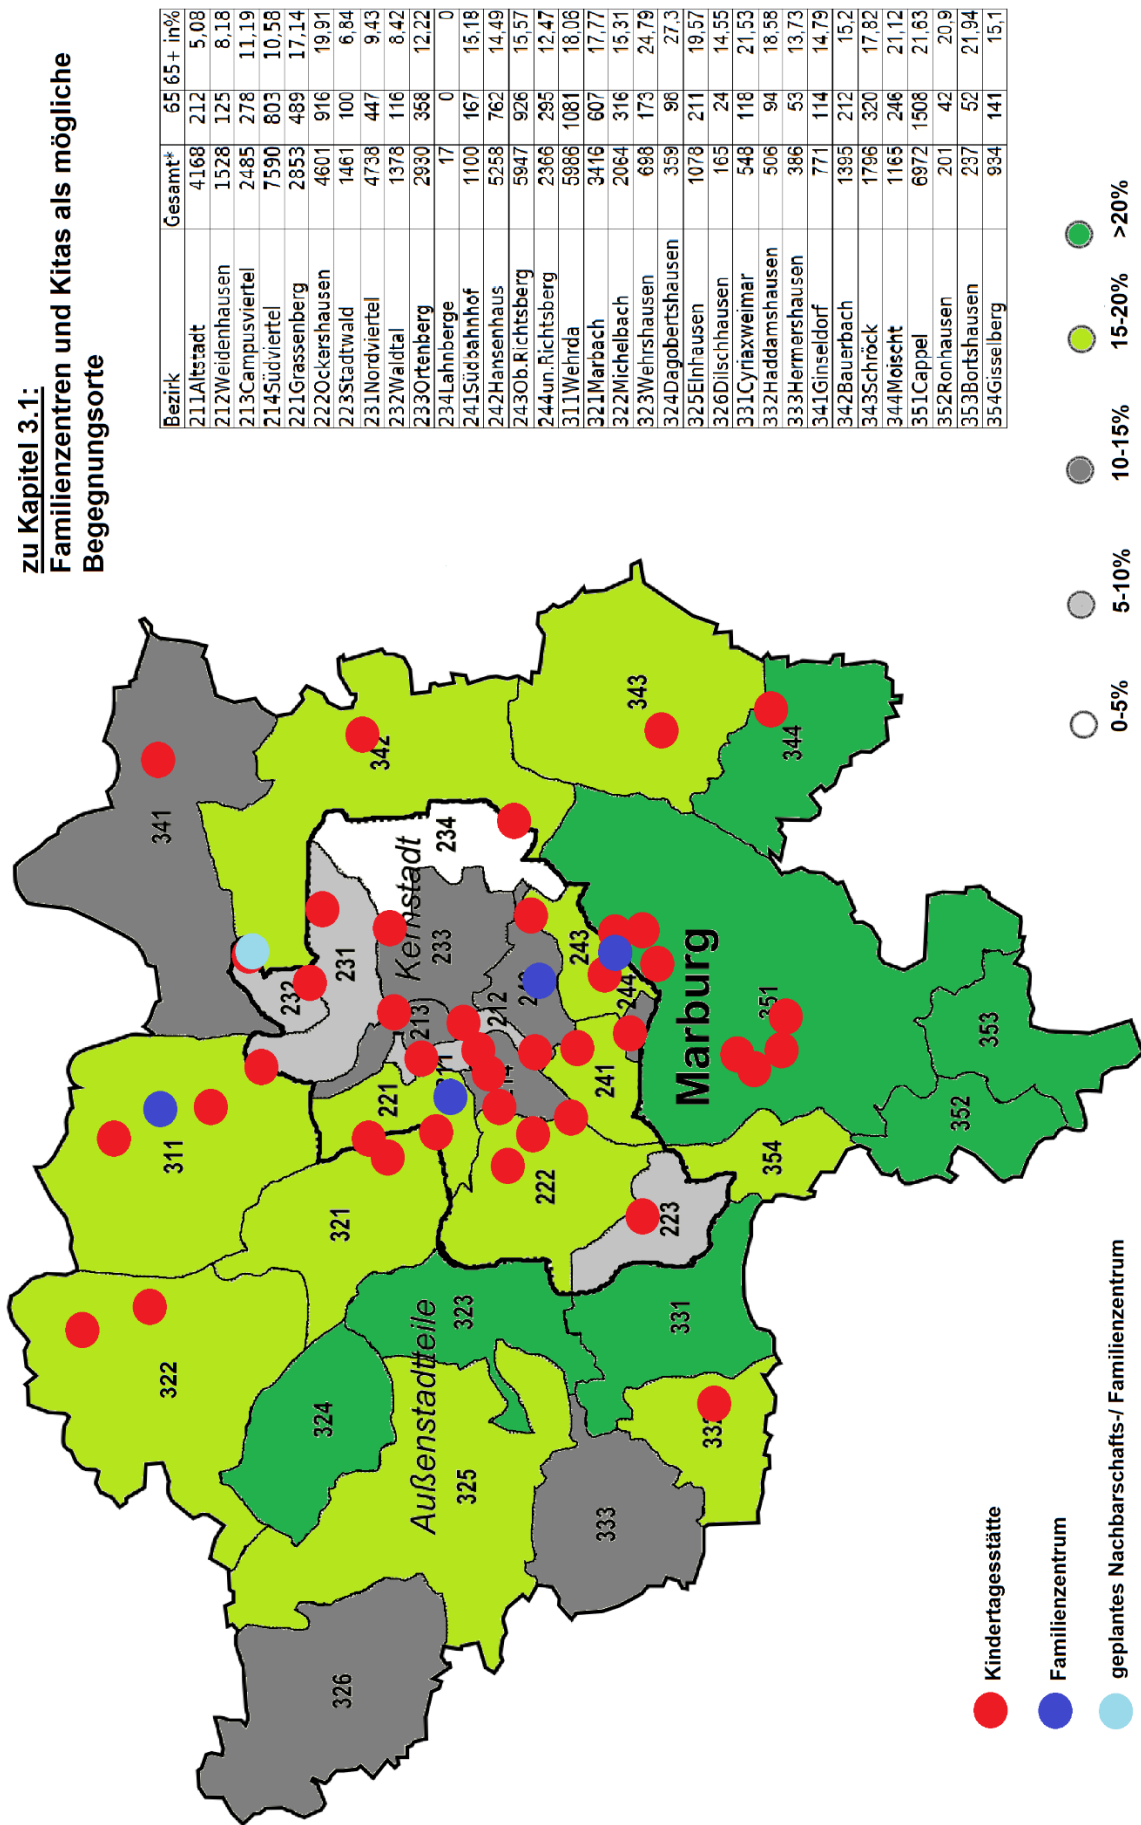 zu Kapitel 3.1:
Familienzentren und Kitas als mögliche
Begegnungsorte
Bezirk Gesamt* 65 65+ in%
211Altstadt 4168 212 5,08
212Weidenhausen 1528 125 8,18
213Campusviertel 2485 278 11,19
214Südviertel 7590 803 10,58
221Grassenberg 2853 489 17,14
222Ockershausen 4601 916 19,91
223Stadtwald 1461 100 6,84
231Nordviertel 4738 447 9,43
232Waldtal 1378 116 8,42
233Ortenberg 2930 358 12,22
234Lahnberge 17 0 0
241Südbahnhof 1100 167 15,18
242Hansenhaus 5258 762 14,49
243Ob.Richtsberg 5947 926 15,57
244un.Richtsberg 2366 295 12,47
311Wehrda 5986 1081 18,06
321Marbach 3416 607 17,77
322Michelbach 2064 316 15,31
323Wehrshausen 698 173 24,79
324Dagobertshausen 359 98 27,3
325Elnhausen 1078 211 19,57
326Dilschhausen 165 24 14,55
331Cyriaxweimar 548 118 21,53
332Haddamshausen 506 94 18,58
333Hermershausen 386 53 13,73
341Ginseldorf 771 114 14,79
342Bauerbach 1395 212 15,2
343Schröck 1796 320 17,82
344Moischt 1165 246 21,12
351Cappel 6972 1508 21,63
352Ronhausen 201 42 20,9
353Bortshausen 237 52 21,94
354Gisselberg 934 141 15,1
341
311
322
342
232
231
234
Kernstadt
233
213
221
321
324
212
323
Außenstadtteile
325
326
343
243
244
241
222
344
Marburg
351
223
331
332
333
354
353
352
Kindertagesstätte
Familienzentrum
geplantes Nachbarschafts-/ Familienzentrum
0-5%
5-10%
10-15%
15-20%
>20%